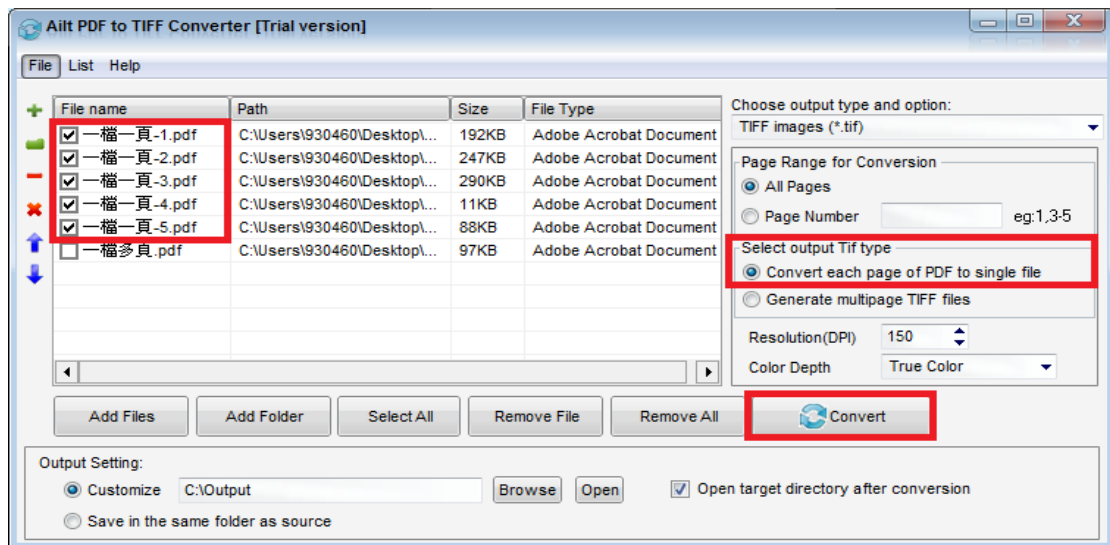 Ailt PDF to TIFF Converter [Trial version]
File List Help
File name Path Size File Type
一檔一頁-1.pdf C:\Users\930460\Desktop\... 192KB Adobe Acrobat Document
一檔一頁-2.pdf C:\Users\930460\Desktop\... 247KB Adobe Acrobat Document
一檔一頁-3.pdf C:\Users\930460\Desktop\... 290KB Adobe Acrobat Document
一檔一頁-4.pdf C:\Users\930460\Desktop\... 11KB Adobe Acrobat Document
一檔一頁-5.pdf C:\Users\930460\Desktop\... 88KB Adobe Acrobat Document
一檔多頁.pdf C:\Users\930460\Desktop\... 97KB Adobe Acrobat Document
Choose output type and option:
TIFF images (*.tif)
Page Range for Conversion
All Pages
Page Number eg:1,3-5
Select output Tif type
Convert each page of PDF to single file
Generate multipage TIFF files
Resolution(DPI) 150
Color Depth True Color
Add Files Add Folder Select All Remove File Remove All Convert
Output Setting:
Customize C:\Output Browse Open Open target directory after conversion
Save in the same folder as source